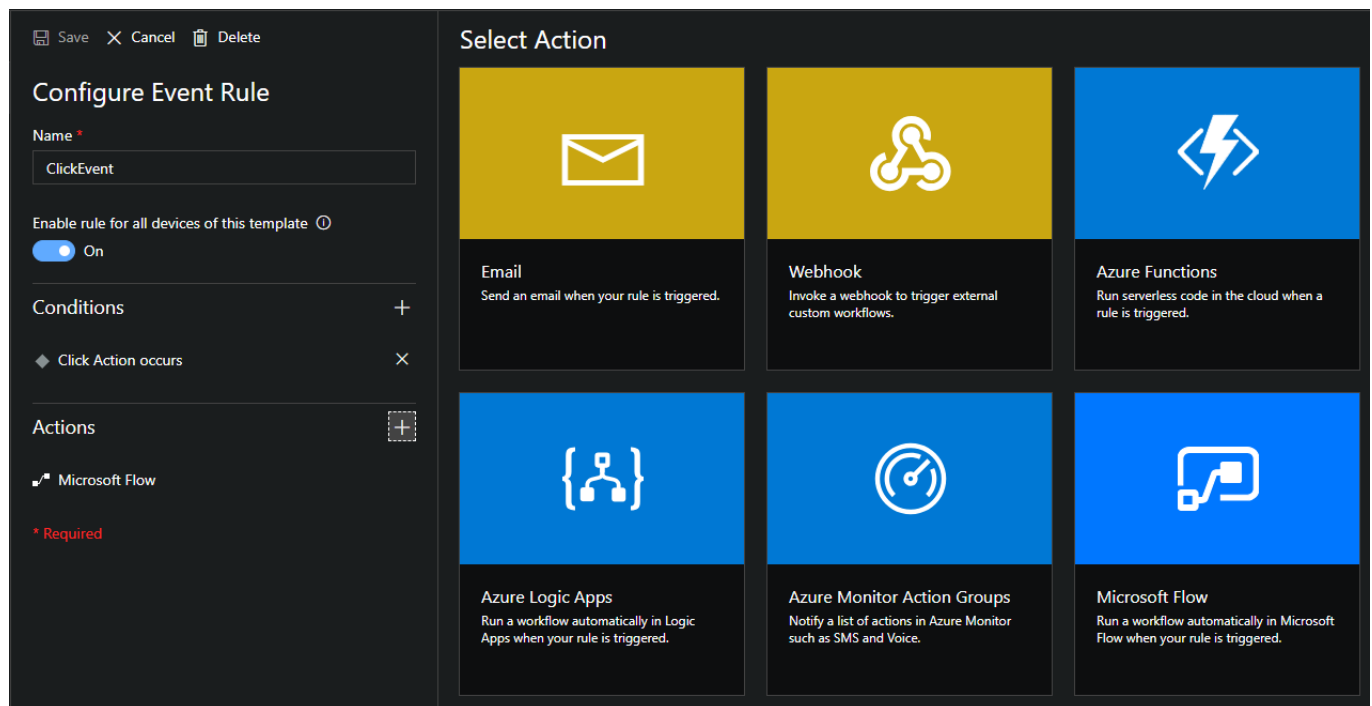 Save Cancel Delete
Configure Event Rule
Name *
ClickEvent
Enable rule for all devices of this template
On
Conditions
Click Action occurs
Actions
Microsoft Flow
* Required
Select Action
Email
Send an email when your rule is triggered.
Webhook
Invoke a webhook to trigger external
custom workflows.
Azure Functions
Run serverless code in the cloud when a
rule is triggered.
Azure Logic Apps
Run a workflow automatically in Logic
Apps when your rule is triggered.
Azure Monitor Action Groups
Notify a list of actions in Azure Monitor
such as SMS and Voice.
Microsoft Flow
Run a workflow automatically in Microsoft
Flow when your rule is triggered.